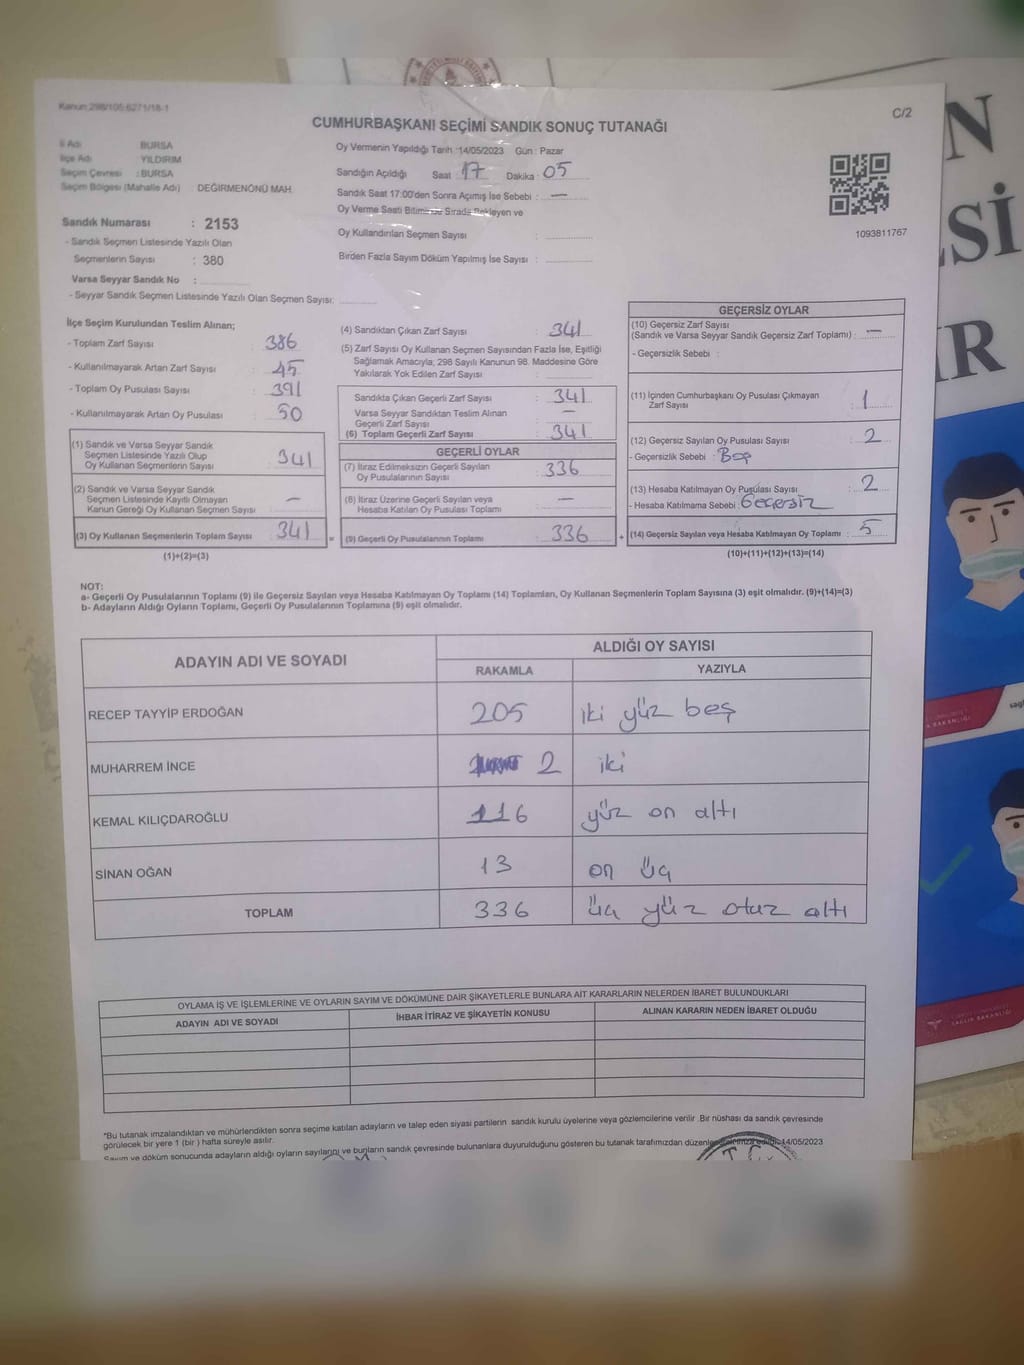 Kanun:298/105:6271/18-1
C/2
CUMHURBAŞKANI SEÇİMİ SANDIK SONUÇ TUTANAĞI
İl Adı BURSA
İlçe Adı YILDIRIM
Seçim Çevresi : BURSA
Seçim Bölgesi (Mahalle Adı) : DEĞİRMENÖNÜ MAH.
Sandık Numarası : 2153
- Sandık Seçmen Listesinde Yazılı Olan
Seçmenlerin Sayısı : 380
Varsa Seyyar Sandık No :
- Seyyar Sandık Seçmen Listesinde Yazılı Olan Seçmen Sayısı:
Oy Vermenin Yapıldığı Tarih :14/05/2023 Gün : Pazar
Sandığın Açıldığı Saat : 17 Dakika : 05
Sandık Saat 17:00'den Sonra Açımış İse Sebebi : —
Oy Verme Saati Bitiminde Sırada Bekleyen ve
Oy Kullandırılan Seçmen Sayısı :
Birden Fazla Sayım Döküm Yapılmış İse Sayısı :
1093811767
İlçe Seçim Kurulundan Teslim Alınan;
- Toplam Zarf Sayısı : 386
- Kullanılmayarak Artan Zarf Sayısı : 45
- Toplam Oy Pusulası Sayısı : 391
- Kullanılmayarak Artan Oy Pusulası : 50
(1) Sandık ve Varsa Seyyar Sandık
Seçmen Listesinde Yazılı Olup
Oy Kullanan Seçmenlerin Sayısı : 341
(2) Sandık ve Varsa Seyyar Sandık
Seçmen Listesinde Kayıtlı Olmayan
Kanun Gereği Oy Kullanan Seçmen Sayısı : —
(3) Oy Kullanan Seçmenlerin Toplam Sayısı : 341
(1)+(2)=(3)
=
(4) Sandıktan Çıkan Zarf Sayısı : 341
(5) Zarf Sayısı Oy Kullanan Seçmen Sayısından Fazla İse, Eşitliği
Sağlamak Amacıyla; 298 Sayılı Kanunun 98. Maddesine Göre
Yakılarak Yok Edilen Zarf Sayısı :
Sandıkta Çıkan Geçerli Zarf Sayısı : 341
Varsa Seyyar Sandıktan Teslim Alınan
Geçerli Zarf Sayısı : —
(6) Toplam Geçerli Zarf Sayısı : 341
GEÇERLİ OYLAR
(7) İtiraz Edilmeksizin Geçerli Sayılan
Oy Pusulalarının Sayısı : 336
(8) İtiraz Üzerine Geçerli Sayılan veya
Hesaba Katılan Oy Pusulası Toplamı : —
(9) Geçerli Oy Pusulalarının Toplamı : 336
+
GEÇERSİZ OYLAR
(10) Geçersiz Zarf Sayısı
(Sandık ve Varsa Seyyar Sandık Geçersiz Zarf Toplamı) : —
- Geçersizlik Sebebi :
(11) İçinden Cumhurbaşkanı Oy Pusulası Çıkmayan
Zarf Sayısı : 1
(12) Geçersiz Sayılan Oy Pusulası Sayısı : 2
- Geçersizlik Sebebi : Boş
(13) Hesaba Katılmayan Oy Pusulası Sayısı : 2
- Hesaba Katılmama Sebebi : Geçersiz
(14) Geçersiz Sayılan veya Hesaba Katılmayan Oy Toplamı : 5
(10)+(11)+(12)+(13)=(14)
NOT:
a- Geçerli Oy Pusulalarının Toplamı (9) ile Geçersiz Sayılan veya Hesaba Katılmayan Oy Toplamı (14) Toplamları, Oy Kullanan Seçmenlerin Toplam Sayısına (3) eşit olmalıdır. (9)+(14)=(3)
b- Adayların Aldığı Oyların Toplamı, Geçerli Oy Pusulalarının Toplamına (9) eşit olmalıdır.
ADAYIN ADI VE SOYADI
ALDIĞI OY SAYISI
RAKAMLA YAZIYLA
RECEP TAYYİP ERDOĞAN 205 iki yüz beş
MUHARREM İNCE 2 iki
KEMAL KILIÇDAROĞLU 116 yüz on altı
SİNAN OĞAN 13 on üç
TOPLAM 336 üç yüz otuz altı
OYLAMA İŞ VE İŞLEMLERİNE VE OYLARIN SAYIM VE DÖKÜMÜNE DAİR ŞİKAYETLERLE BUNLARA AİT KARARLARIN NELERDEN İBARET BULUNDUKLARI
ADAYIN ADI VE SOYADI İHBAR İTİRAZ VE ŞİKAYETİN KONUSU ALINAN KARARIN NEDEN İBARET OLDUĞU
*Bu tutanak imzalandıktan ve mühürlendikten sonra seçime katılan adayların ve talep eden siyasi partilerin sandık kurulu üyelerine veya gözlemcilerine verilir .Bir nüshası da sandık çevresinde
görülecek bir yere 1 (bir ) hafta süreyle asılır.
Sayım ve döküm sonucunda adayların aldığı oyların sayılarını ve bunların sandık çevresinde bulunanlara duyurulduğunu gösteren bu tutanak tarafımızdan 14/05/2023
T.C.
N
Sİ
IR
SAĞLIK BAKANLIĞI